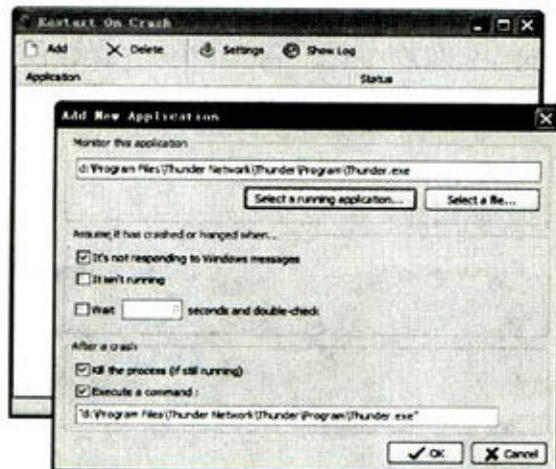 Restart On Crash
Add Delete Settings Show Log
Application Status
Add New Application
Monitor this application
d:\Program Files\Thunder Network\Thunder\Program\Thunder.exe
Select a running application... Select a file...
Assume it has crashed or hanged when...
It's not responding to Windows messages
It isn't running
Wait seconds and double-check
After a crash
Kill the process (if still running)
Execute a command :
"d:\Program Files\Thunder Network\Thunder\Program\Thunder.exe"
OK Cancel